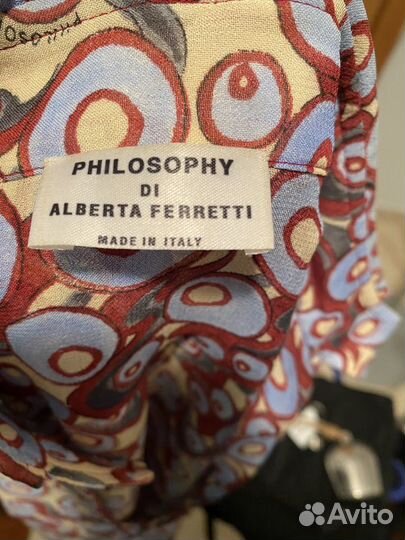 PHILOSOPHY
DI
ALBERTA FERRETTI
MADE IN ITALY
Avito